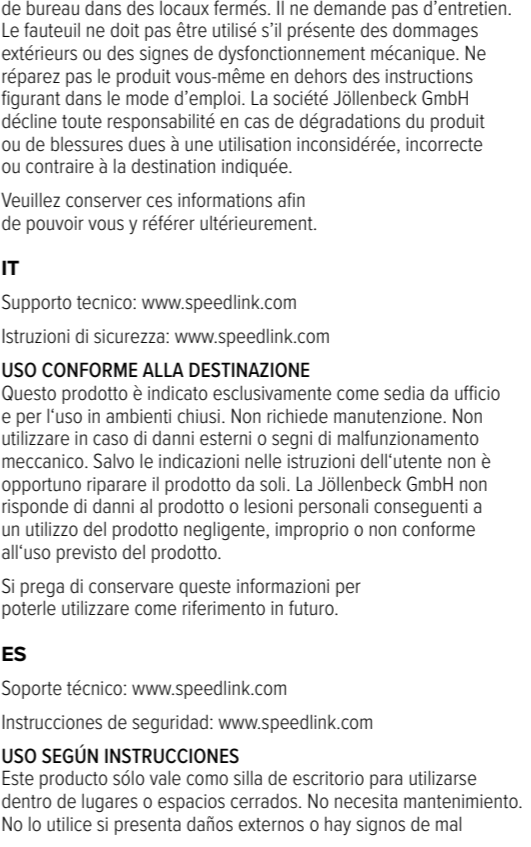 de bureau dans des locaux fermés. Il ne demande pas d’entretien.
Le fauteuil ne doit pas être utilisé s’il présente des dommages
extérieurs ou des signes de dysfonctionnement mécanique. Ne
réparez pas le produit vous-même en dehors des instructions
figurant dans le mode d’emploi. La société Jöllenbeck GmbH
décline toute responsabilité en cas de dégradations du produit
ou de blessures dues à une utilisation inconsidérée, incorrecte
ou contraire à la destination indiquée.
Veuillez conserver ces informations afin
de pouvoir vous y référer ultérieurement.
IT
Supporto tecnico: www.speedlink.com
Istruzioni di sicurezza: www.speedlink.com
USO CONFORME ALLA DESTINAZIONE
Questo prodotto è indicato esclusivamente come sedia da ufficio
e per l‘uso in ambienti chiusi. Non richiede manutenzione. Non
utilizzare in caso di danni esterni o segni di malfunzionamento
meccanico. Salvo le indicazioni nelle istruzioni dell‘utente non è
opportuno riparare il prodotto da soli. La Jöllenbeck GmbH non
risponde di danni al prodotto o lesioni personali conseguenti a
un utilizzo del prodotto negligente, improprio o non conforme
all‘uso previsto del prodotto.
Si prega di conservare queste informazioni per
poterle utilizzare come riferimento in futuro.
ES
Soporte técnico: www.speedlink.com
Instrucciones de seguridad: www.speedlink.com
USO SEGÚN INSTRUCCIONES
Este producto sólo vale como silla de escritorio para utilizarse
dentro de lugares o espacios cerrados. No necesita mantenimiento.
No lo utilice si presenta daños externos o hay signos de mal